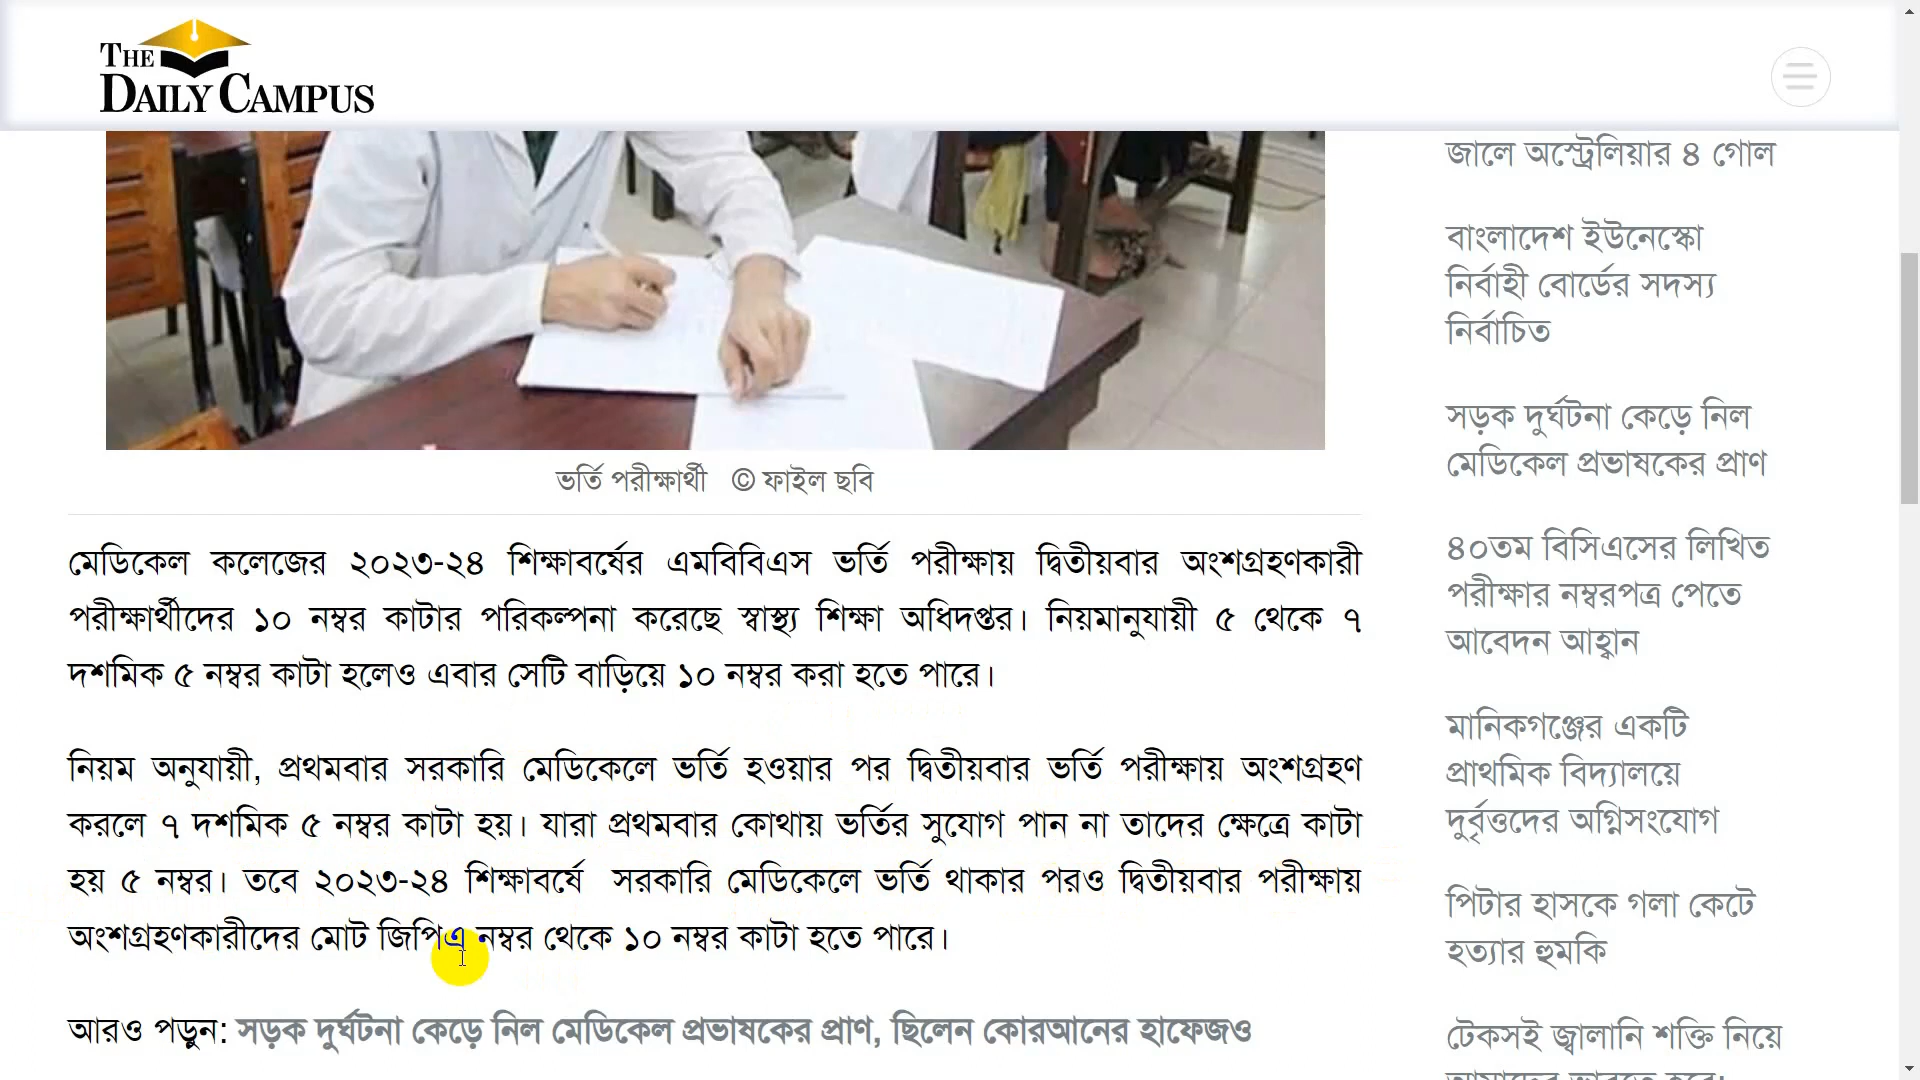 THE
DAILY CAMPUS
ভর্তি পরীক্ষার্থী © ফাইল ছবি
মেডিকেল কলেজের ২০২৩-২৪ শিক্ষাবর্ষের এমবিবিএস ভর্তি পরীক্ষায় দ্বিতীয়বার অংশগ্রহণকারী
পরীক্ষার্থীদের ১০ নম্বর কাটার পরিকল্পনা করেছে স্বাস্থ্য শিক্ষা অধিদপ্তর। নিয়মানুযায়ী ৫ থেকে ৭
দশমিক ৫ নম্বর কাটা হলেও এবার সেটি বাড়িয়ে ১০ নম্বর করা হতে পারে।
নিয়ম অনুযায়ী, প্রথমবার সরকারি মেডিকেলে ভর্তি হওয়ার পর দ্বিতীয়বার ভর্তি পরীক্ষায় অংশগ্রহণ
করলে ৭ দশমিক ৫ নম্বর কাটা হয়। যারা প্রথমবার কোথায় ভর্তির সুযোগ পান না তাদের ক্ষেত্রে কাটা
হয় ৫ নম্বর। তবে ২০২৩-২৪ শিক্ষাবর্ষে সরকারি মেডিকেলে ভর্তি থাকার পরও দ্বিতীয়বার পরীক্ষায়
অংশগ্রহণকারীদের মোট জিপিএ নম্বর থেকে ১০ নম্বর কাটা হতে পারে।
আরও পড়ুন: সড়ক দুর্ঘটনা কেড়ে নিল মেডিকেল প্রভাষকের প্রাণ, ছিলেন কোরআনের হাফেজও
জালে অস্ট্রেলিয়ার ৪ গোল
বাংলাদেশ ইউনেস্কো
নির্বাহী বোর্ডের সদস্য
নির্বাচিত
সড়ক দুর্ঘটনা কেড়ে নিল
মেডিকেল প্রভাষকের প্রাণ
৪০তম বিসিএসের লিখিত
পরীক্ষার নম্বরপত্র পেতে
আবেদন আহ্বান
মানিকগঞ্জের একটি
প্রাথমিক বিদ্যালয়ে
দুর্বৃত্তদের অগ্নিসংযোগ
পিটার হাসকে গলা কেটে
হত্যার হুমকি
টেকসই জ্বালানি শক্তি নিয়ে